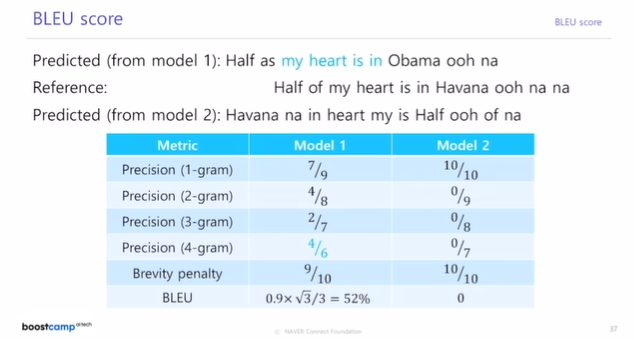 BLEU score
BLEU score
Predicted (from model 1): Half as my heart is in Obama ooh na
Reference: Half of my heart is in Havana ooh na na
Predicted (from model 2): Havana na in heart my is Half ooh of na
Metric Model 1 Model 2
Precision (1-gram) 7/9 10/10
Precision (2-gram) 4/8 0/9
Precision (3-gram) 2/7 0/8
Precision (4-gram) 4/6 0/7
Brevity penalty 9/10 10/10
BLEU 0.9×√3/3 = 52% 0
boostcamp aitech
© NAVER Connect Foundation
37